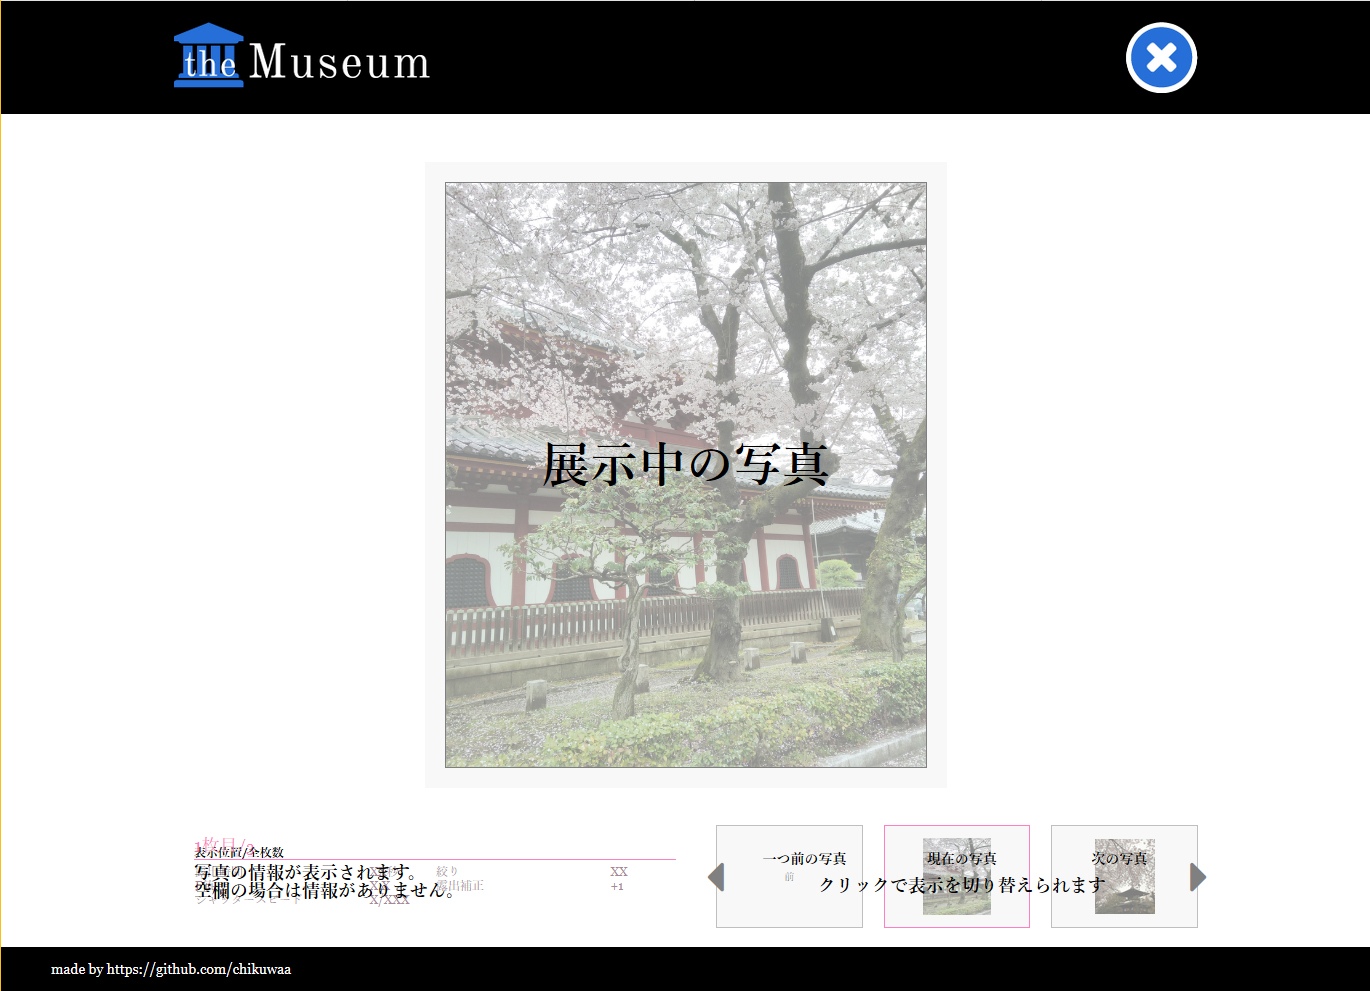 the Museum
展示中の写真
1枚目/2
表示位置/全枚数
写真の情報が表示されます。
空欄の場合は情報がありません。
絞り XX
露出補正 +1
シャッタースピード X/XXX
一つ前の写真
前
現在の写真
次の写真
クリックで表示を切り替えられます
made by https://github.com/chikuwaa